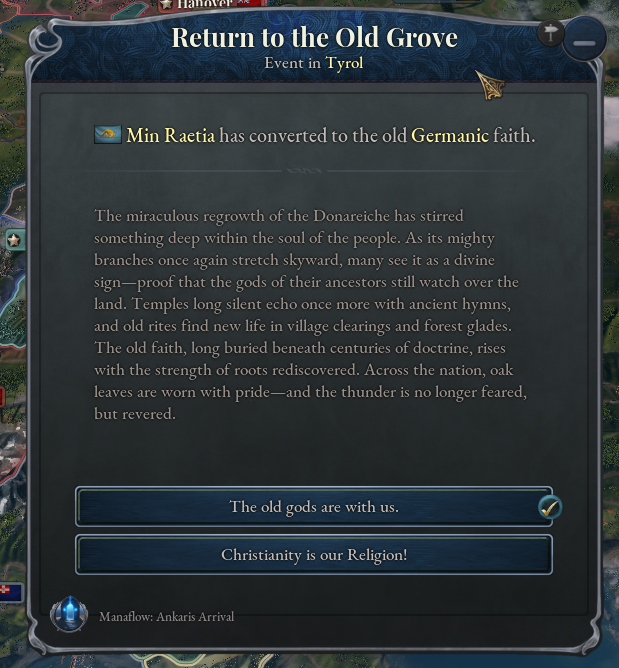 Hanover
Return to the Old Grove
Event in Tyrol
Min Raetia has converted to the old Germanic faith.
The miraculous regrowth of the Donareiche has stirred
something deep within the soul of the people. As its mighty
branches once again stretch skyward, many see it as a divine
sign—proof that the gods of their ancestors still watch over the
land. Temples long silent echo once more with ancient hymns,
and old rites find new life in village clearings and forest glades.
The old faith, long buried beneath centuries of doctrine, rises
with the strength of roots rediscovered. Across the nation, oak
leaves are worn with pride—and the thunder is no longer feared,
but revered.
The old gods are with us.
Christianity is our Religion!
Manaflow: Ankaris Arrival